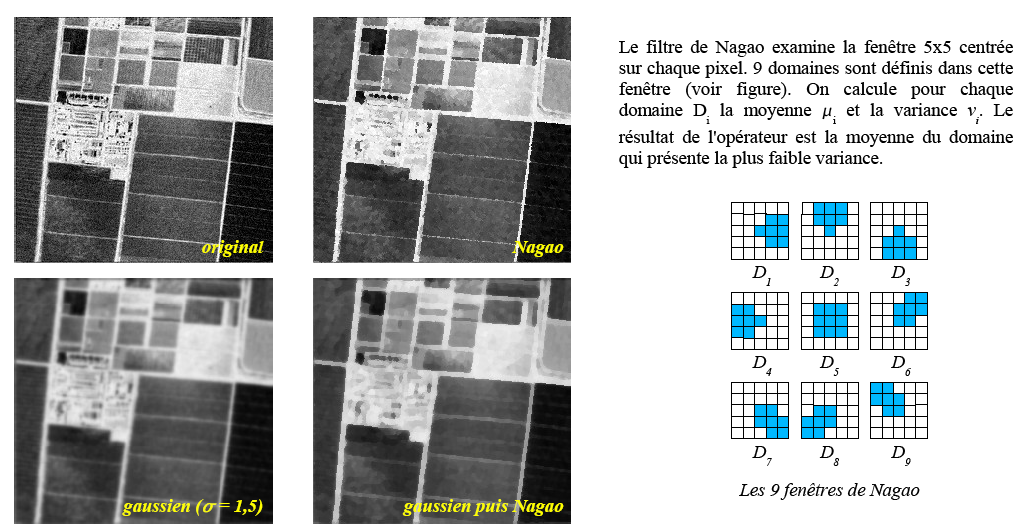 Le filtre de Nagao examine la fenêtre 5x5 centrée
sur chaque pixel. 9 domaines sont définis dans cette
fenêtre (voir figure). On calcule pour chaque
domaine Di la moyenne μi et la variance vi. Le
résultat de l'opérateur est la moyenne du domaine
qui présente la plus faible variance.
original
Nagao
gaussien (σ = 1,5)
gaussien puis Nagao
D1 D2 D3
D4 D5 D6
D7 D8 D9
Les 9 fenêtres de Nagao